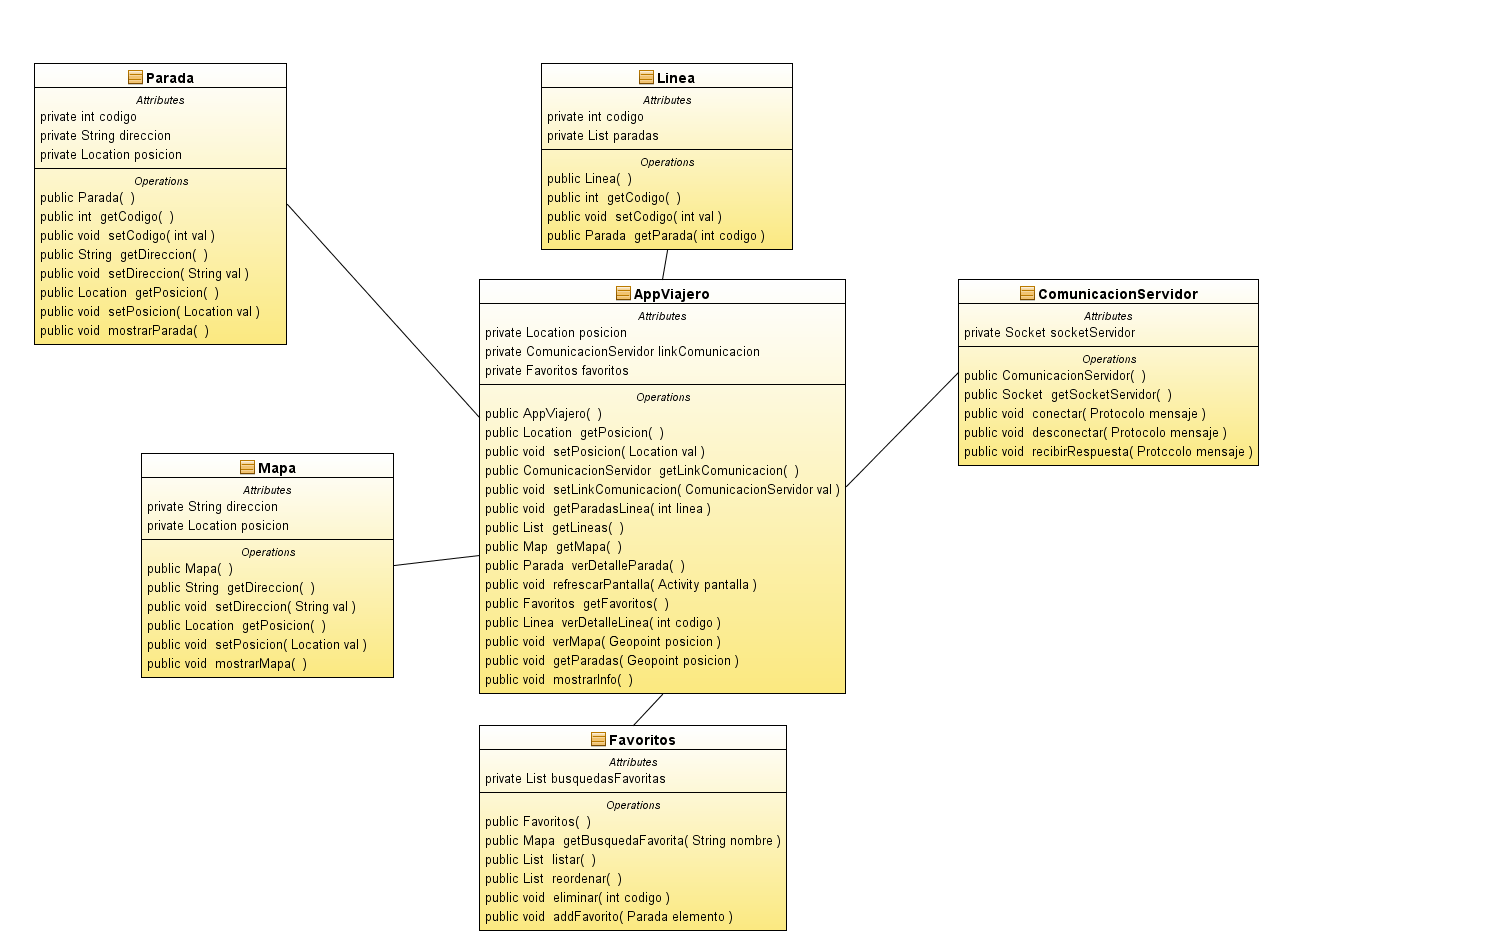 Parada
Attributes
private int codigo
private String direccion
private Location posicion
Operations
public Parada( )
public int getCodigo( )
public void setCodigo( int val )
public String getDireccion( )
public void setDireccion( String val )
public Location getPosicion( )
public void setPosicion( Location val )
public void mostrarParada( )
Linea
Attributes
private int codigo
private List paradas
Operations
public Linea( )
public int getCodigo( )
public void setCodigo( int val )
public Parada getParada( int codigo )
AppViajero
Attributes
private Location posicion
private ComunicacionServidor linkComunicacion
private Favoritos favoritos
Operations
public AppViajero( )
public Location getPosicion( )
public void setPosicion( Location val )
public ComunicacionServidor getLinkComunicacion( )
public void setLinkComunicacion( ComunicacionServidor val )
public void getParadasLinea( int linea )
public List getLineas( )
public Map getMapa( )
public Parada verDetalleParada( )
public void refrescarPantalla( Activity pantalla )
public Favoritos getFavoritos( )
public Linea verDetalleLinea( int codigo )
public void verMapa( Geopoint posicion )
public void getParadas( Geopoint posicion )
public void mostrarInfo( )
ComunicacionServidor
Attributes
private Socket socketServidor
Operations
public ComunicacionServidor( )
public Socket getSocketServidor( )
public void conectar( Protocolo mensaje )
public void desconectar( Protocolo mensaje )
public void recibirRespuesta( Protccolo mensaje )
Mapa
Attributes
private String direccion
private Location posicion
Operations
public Mapa( )
public String getDireccion( )
public void setDireccion( String val )
public Location getPosicion( )
public void setPosicion( Location val )
public void mostrarMapa( )
Favoritos
Attributes
private List busquedasFavoritas
Operations
public Favoritos( )
public Mapa getBusquedaFavorita( String nombre )
public List listar( )
public List reordenar( )
public void eliminar( int codigo )
public void addFavorito( Parada elemento )